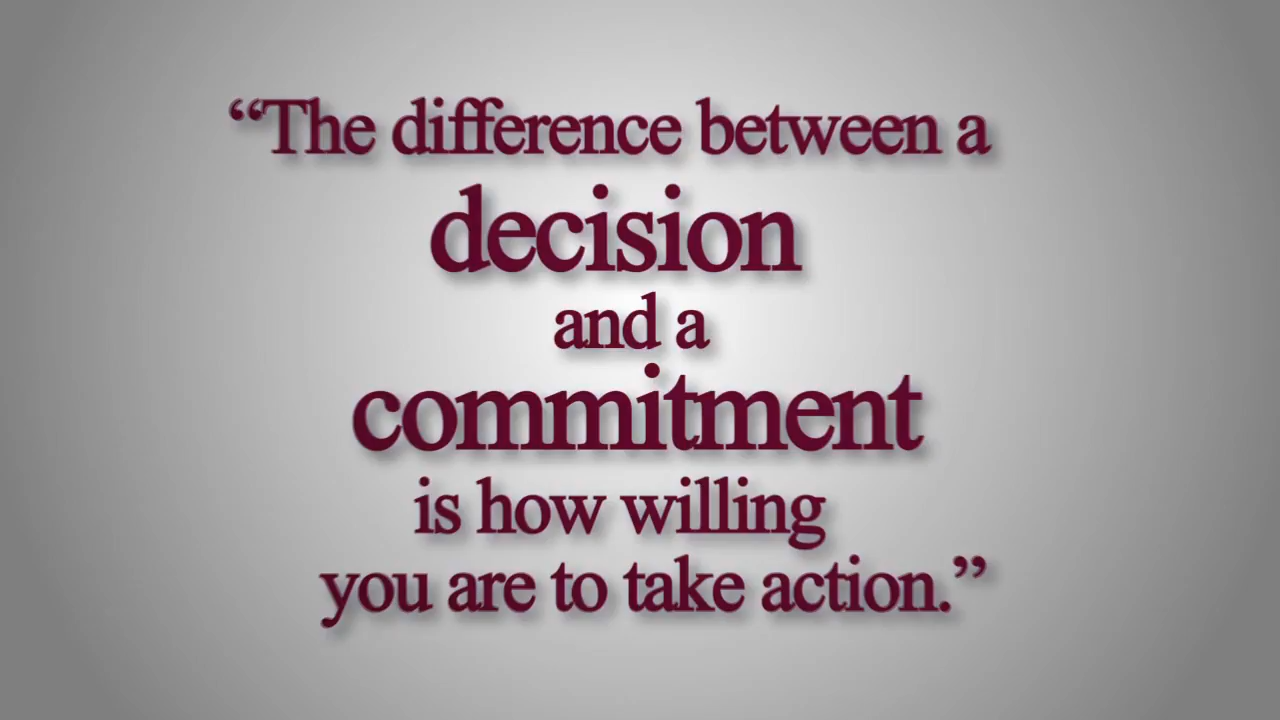 “The difference between a
decision
and a
commitment
is how willing
you are to take action.”